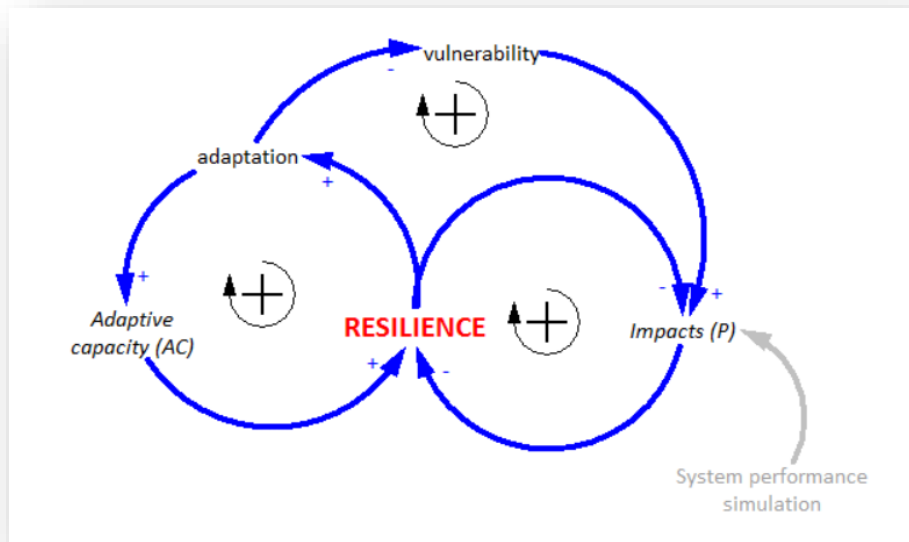 vulnerability
-
+
adaptation
+
+
+
-
+
Adaptive
capacity (AC)
RESILIENCE
+
Impacts (P)
+
-
System performance
simulation